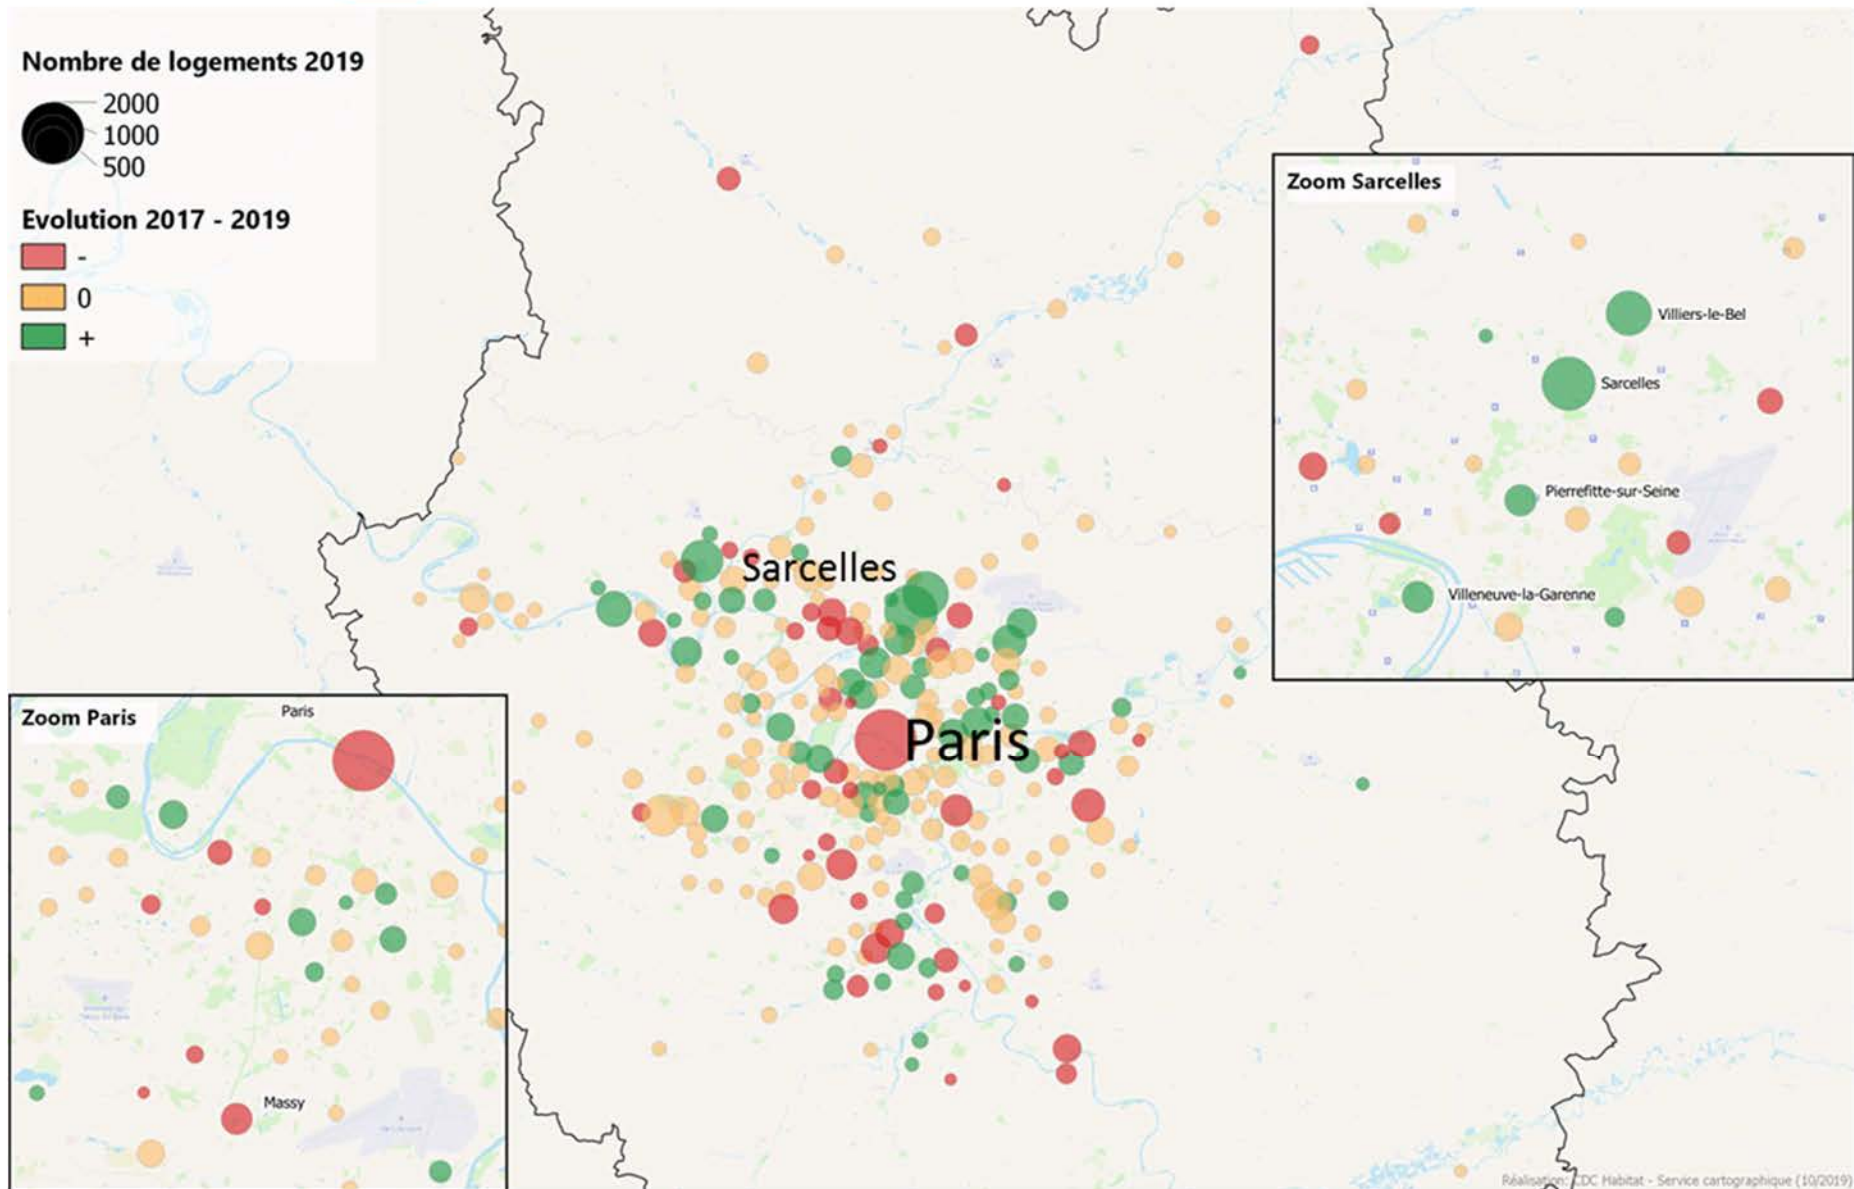 Nombre de logements 2019
2000
1000
500
Evolution 2017 - 2019
-
0
+
Sarcelles
Paris
Zoom Sarcelles
Villiers-le-Bel
Sarcelles
Pierrefitte-sur-Seine
Villeneuve-la-Garenne
Zoom Paris
Paris
Massy
Réalisation: CDC Habitat - Service cartographique (10/2019)